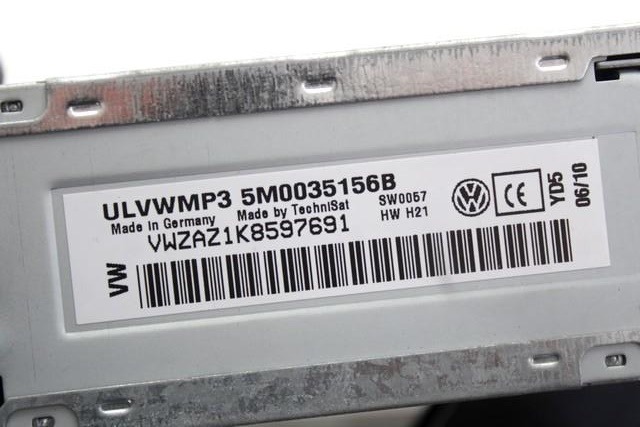 ULVWMP3 5M0035156B
Made in Germany Made by TechniSat
SW0057
HW H21
VWZAZ1K8597691
VW
CE
YD5
06/10